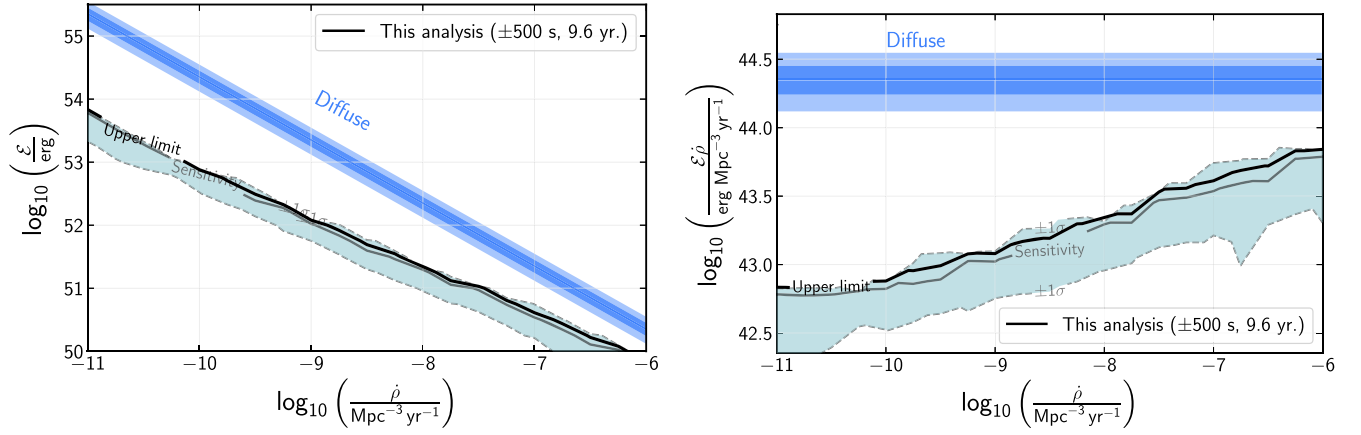 55
54
53
52
51
50
−11
−10
−9
−8
−7
−6
log₁₀ (ℰ / erg)
log₁₀ (ρ̇ / Mpc⁻³ yr⁻¹)
This analysis (±500 s, 9.6 yr.)
Diffuse
Upper limit
Sensitivity
±1σ
±1σ
44.5
44.0
43.5
43.0
42.5
−11
−10
−9
−8
−7
−6
log₁₀ (ℰρ̇ / erg Mpc⁻³ yr⁻¹)
log₁₀ (ρ̇ / Mpc⁻³ yr⁻¹)
Diffuse
±1σ
Sensitivity
Upper limit
±1σ
This analysis (±500 s, 9.6 yr.)